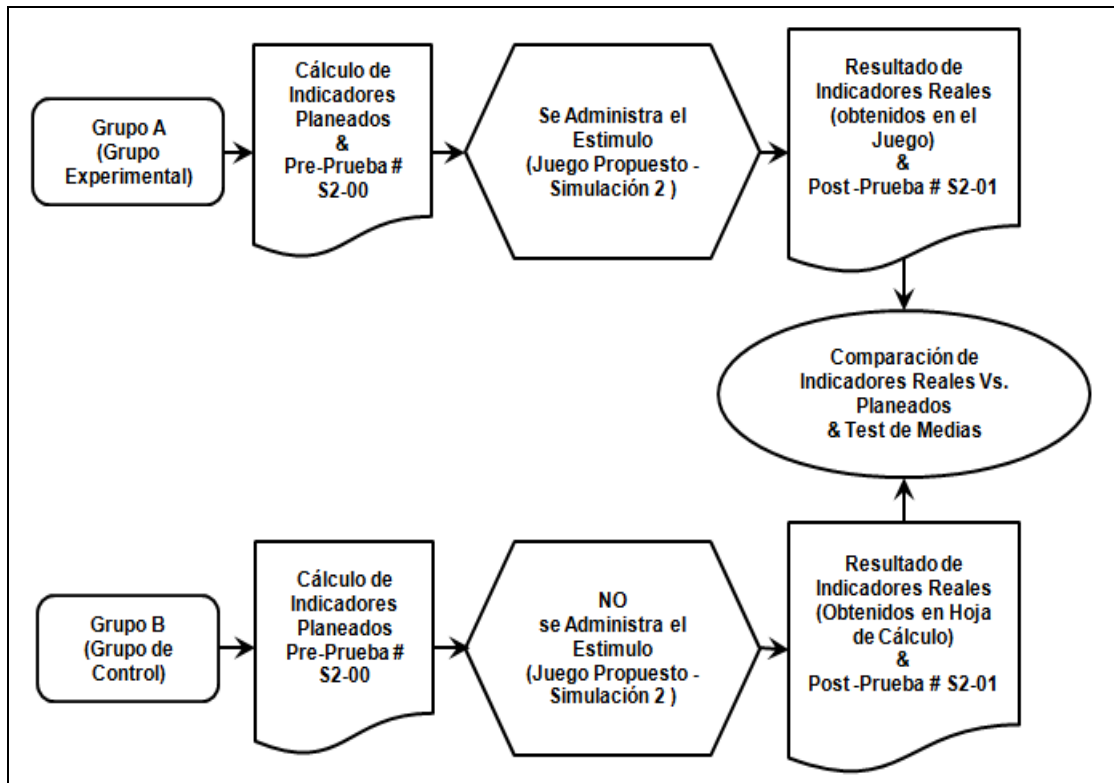 Grupo A
(Grupo
Experimental)
Cálculo de
Indicadores
Planeados
&
Pre-Prueba #
S2-00
Se Administra el
Estimulo
(Juego Propuesto -
Simulación 2 )
Resultado de
Indicadores Reales
(obtenidos en el
Juego)
&
Post -Prueba # S2-01
Comparación de
Indicadores Reales Vs.
Planeados
& Test de Medias
Grupo B
(Grupo de
Control)
Cálculo de
Indicadores
Planeados
Pre-Prueba #
S2-00
NO
se Administra el
Estimulo
(Juego Propuesto -
Simulación 2 )
Resultado de
Indicadores Reales
(Obtenidos en Hoja
de Cálculo)
&
Post -Prueba # S2-01